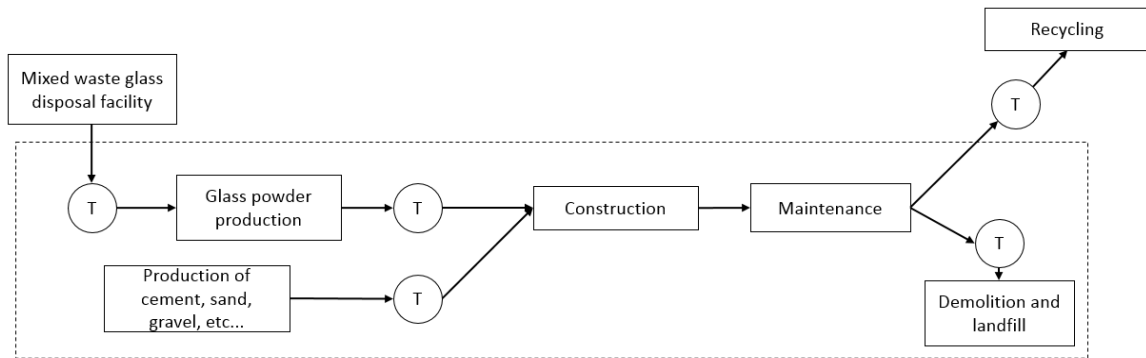 Recycling
Mixed waste glass
disposal facility
T
T
Glass powder
production
T
Construction
Maintenance
T
Production of
cement, sand,
gravel, etc...
T
Demolition and
landfill